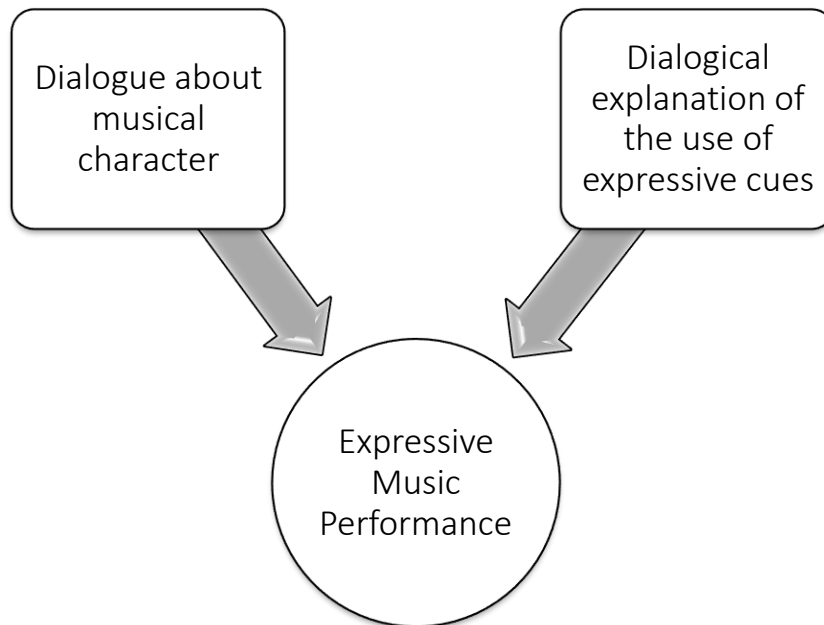 Dialogue about
musical
character
Dialogical
explanation of
the use of
expressive cues
Expressive
Music
Performance